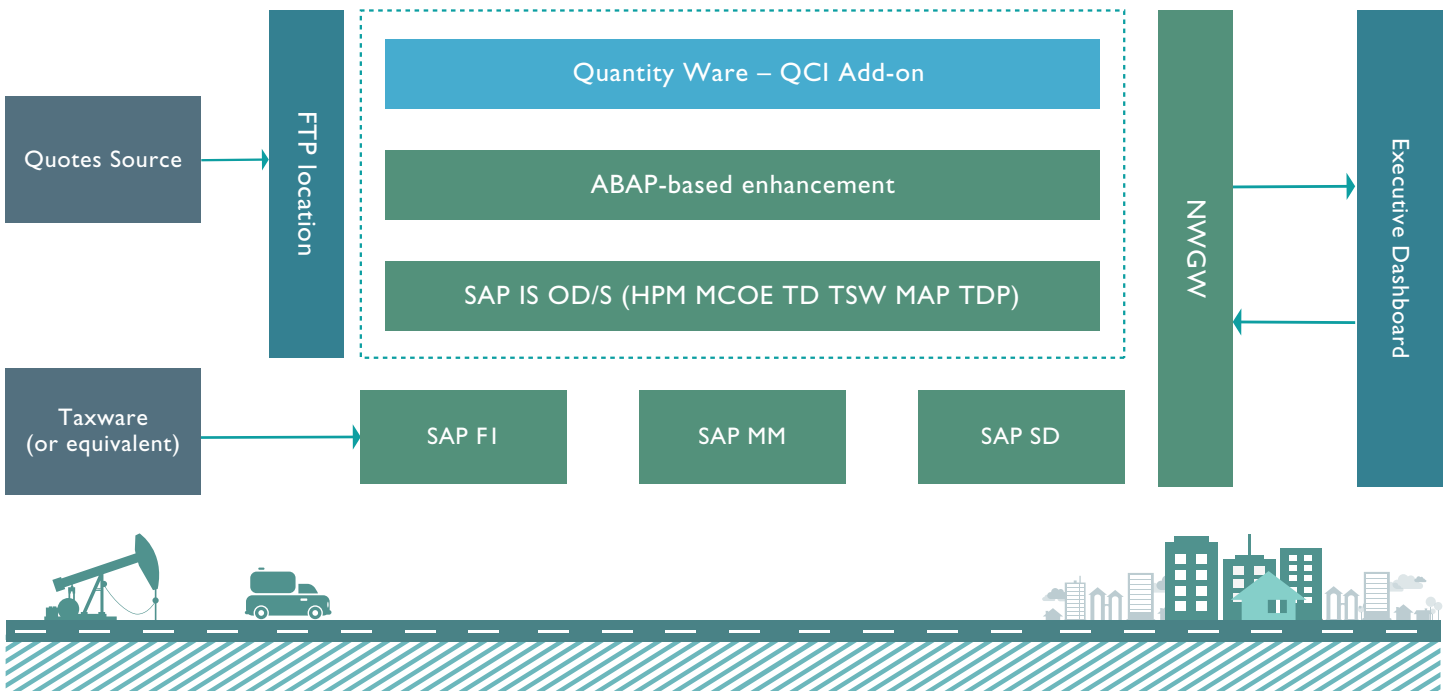 Quantity Ware – QCI Add-on
Quotes Source
FTP location
ABAP-based enhancement
SAP IS OD/S (HPM MCOE TD TSW MAP TDP)
NWGW
Executive Dashboard
Taxware
(or equivalent)
SAP FI
SAP MM
SAP SD